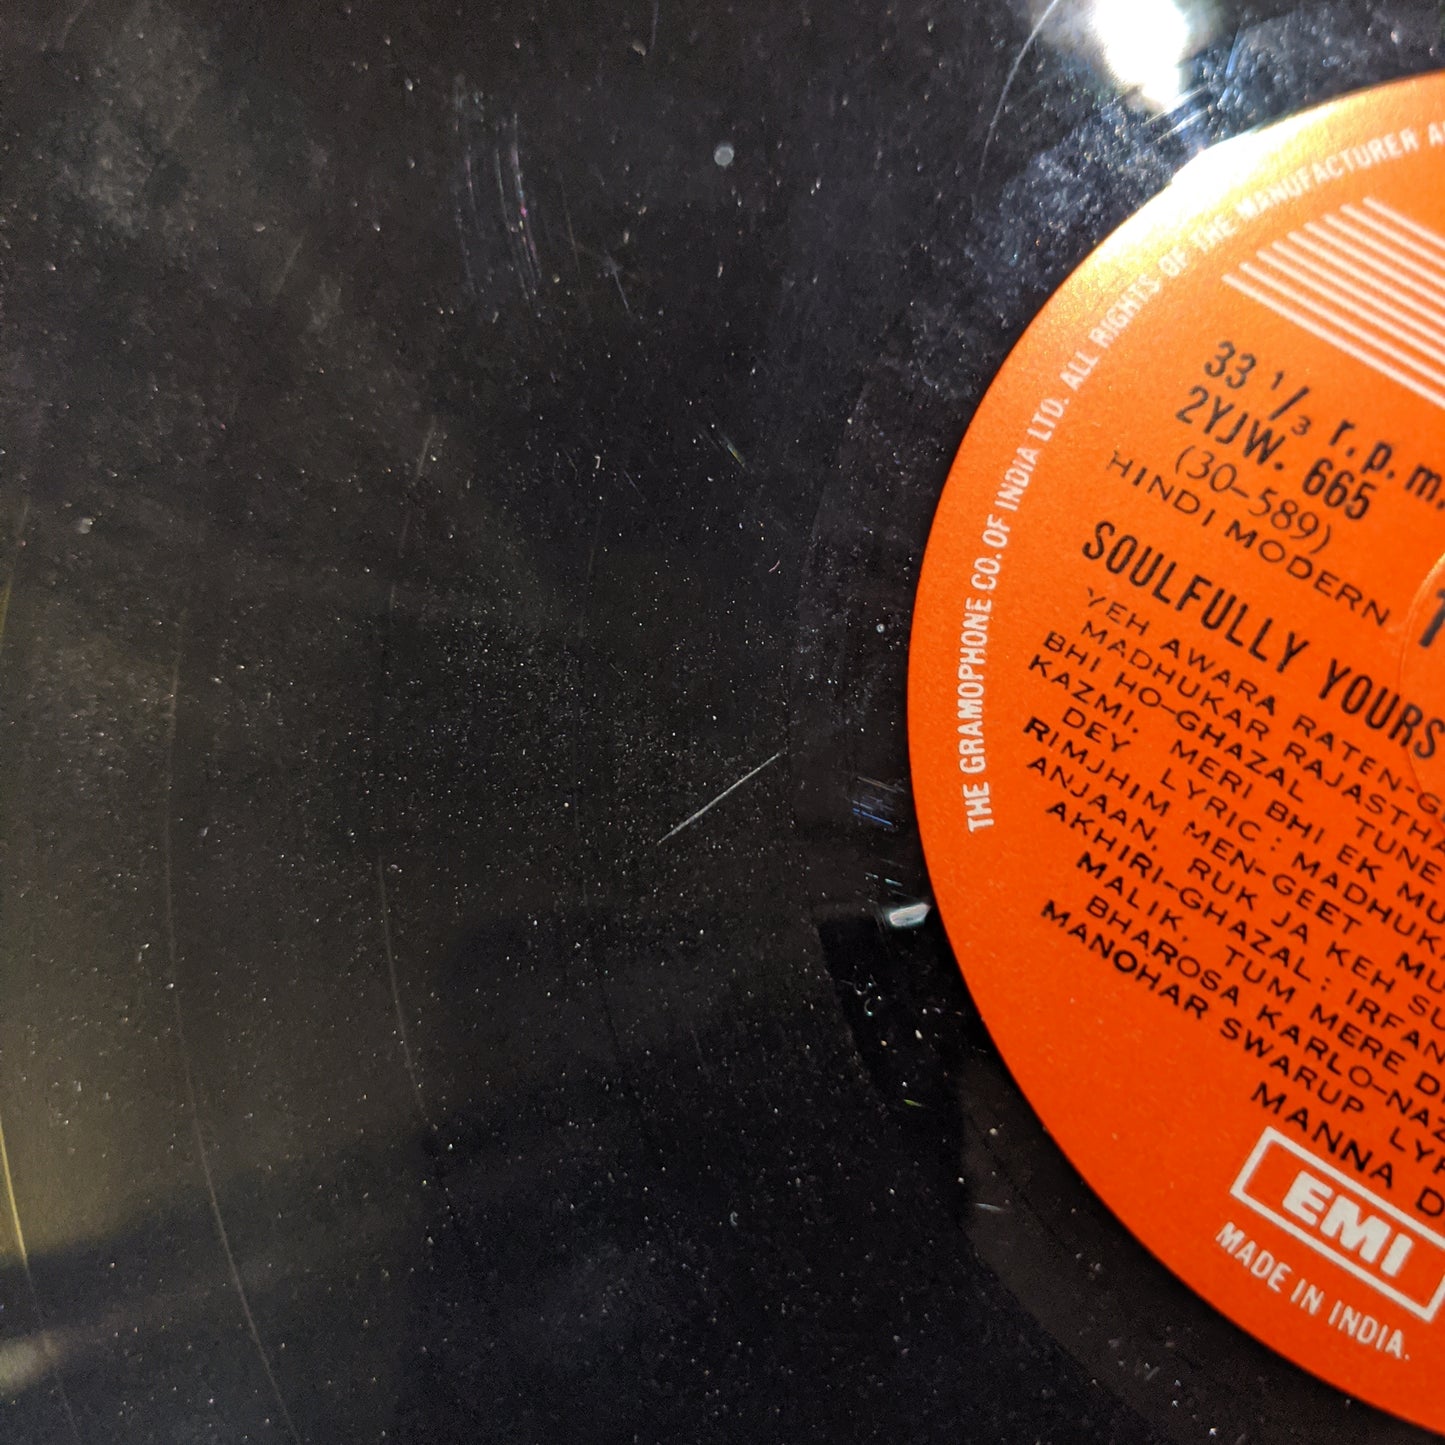 THE GRAMOPHONE CO. OF INDIA LTD. ALL RIGHTS OF THE MANUFACTURER
33 1/3 r.p.m.
2YJW. 665
(30-589)
HINDI MODERN
SOULFULLY YOURS
YEH AWARA RATEN-G
MADHUKAR RAJASTHA
BHI HO-GHAZAL TUNE
KAZMI, MERI BHI EK MU
DEY LYRIC: MADHUK
RIMJHIM MEN-GEET MU
ANJAAN, RUK JA KEH SU
AKHIRI-GHAZAL: IRFAN
MALIK, TUM MERE D
BHAROSA KARLO-NAZ
MANOHAR SWARUP LY
MANNA D
EMI
MADE IN INDIA.